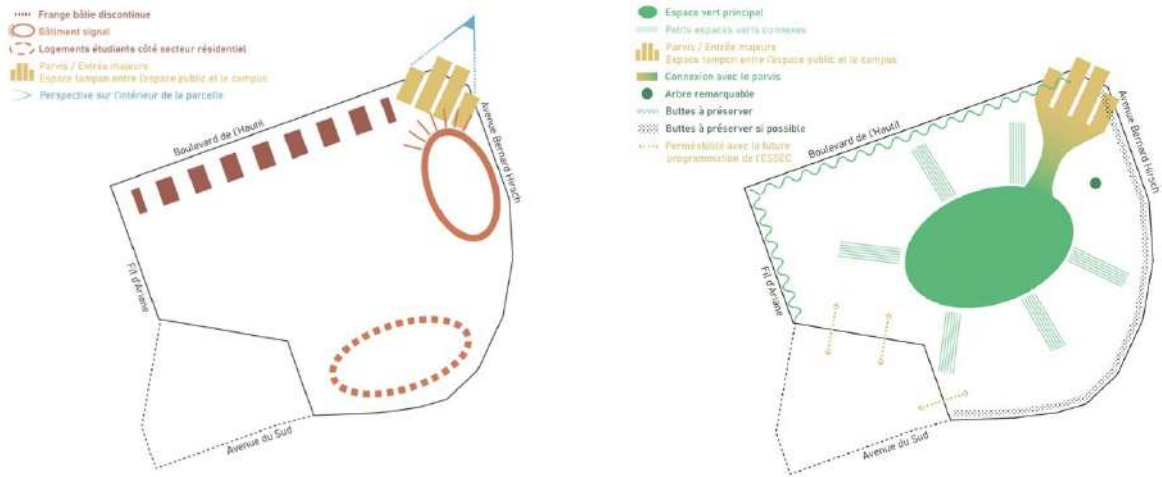 Frange bâtie discontinue
Bâtiment signal
Logements étudiants côté secteur résidentiel
Parvis / Entrée majeure
Espace tampon entre l'espace public et le campus
Perspective sur l'intérieur de la parcelle
Boulevard de l'Hautil
Avenue Bernard Hirsch
Fil d'Ariane
Avenue du Sud
Espace vert principal
Petits espaces verts connexes
Parvis / Entrée majeure
Espace tampon entre l'espace public et le campus
Connexion avec le parvis
Arbre remarquable
Buttes à préserver
Buttes à préserver si possible
Perméabilité avec la future
programmation de l'ESSEC
Boulevard de l'Hautil
Avenue Bernard Hirsch
Fil d'Ariane
Avenue du Sud